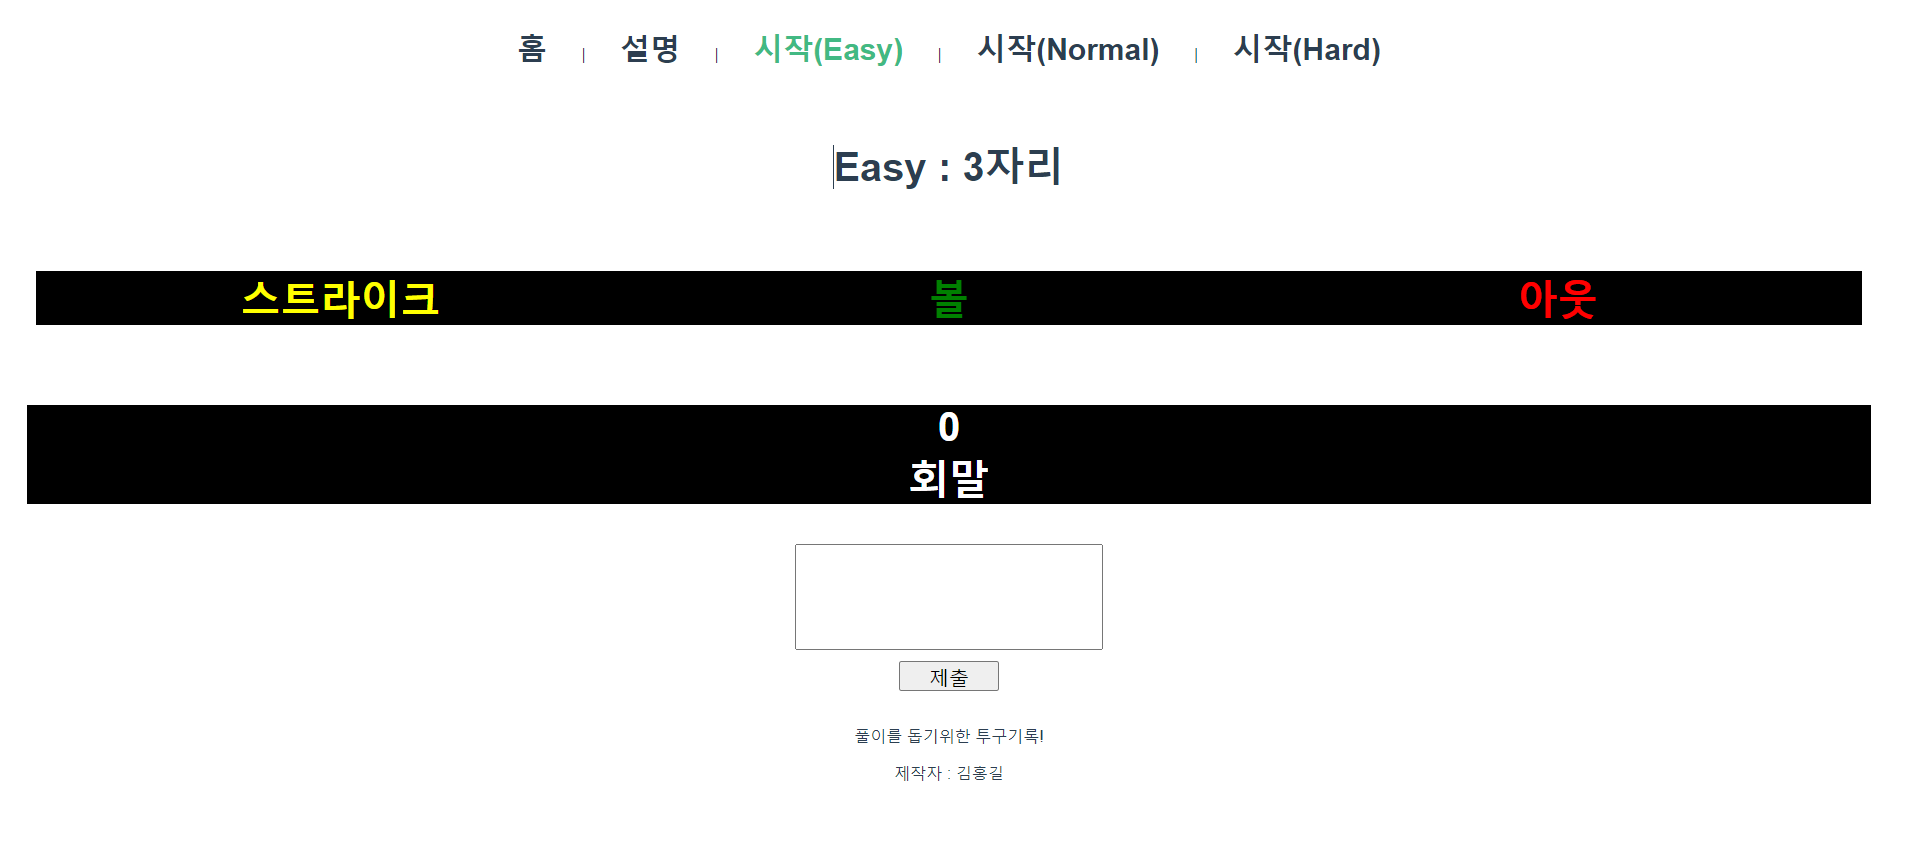 홈 | 설명 | 시작(Easy) | 시작(Normal) | 시작(Hard)
Easy : 3자리
스트라이크 볼 아웃
0
회말
제출
풀이를 돕기위한 투구기록!
제작자 : 김홍길